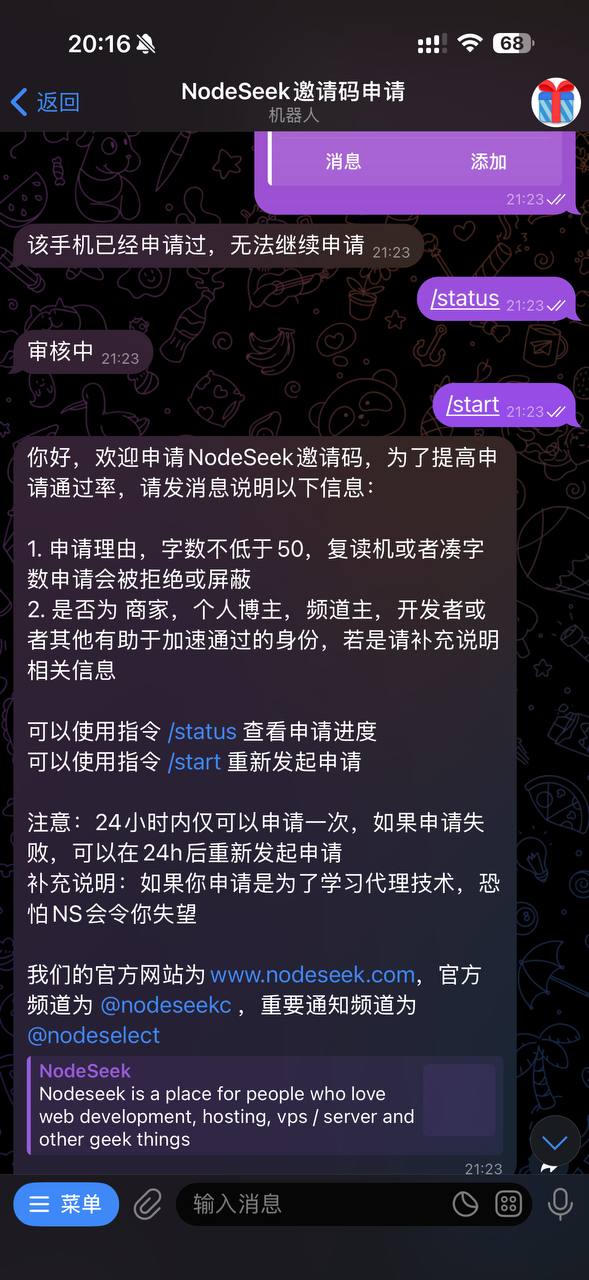 20:16
68
返回
NodeSeek邀请码申请
机器人
消息
添加
21:23
该手机已经申请过，无法继续申请 21:23
/status 21:23
审核中 21:23
/start 21:23
你好，欢迎申请NodeSeek邀请码，为了提高申
请通过率，请发消息说明以下信息：
1. 申请理由，字数不低于 50，复读机或者凑字
数申请会被拒绝或屏蔽
2. 是否为 商家，个人博主，频道主，开发者或
者其他有助于加速通过的身份，若是请补充说明
相关信息
可以使用指令 /status 查看申请进度
可以使用指令 /start 重新发起申请
注意：24小时内仅可以申请一次，如果申请失
败，可以在24h后重新发起申请
补充说明：如果你申请是为了学习代理技术，恐
怕NS会令你失望
我们的官方网站为 www.nodeseek.com，官方
频道为 @nodeseekc ，重要通知频道为
@nodeselect
NodeSeek
Nodeseek is a place for people who love
web development, hosting, vps / server and
other geek things
21:23
菜单
输入消息